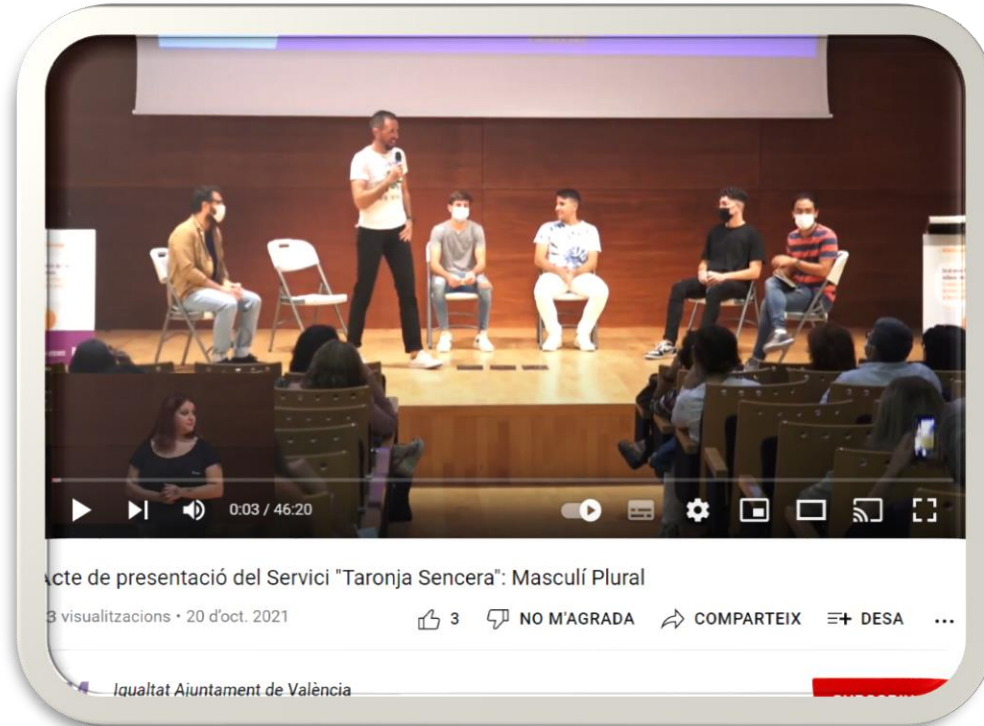 0:03 / 46:20
Acte de presentació del Servici "Taronja Sencera": Masculí Plural
3 visualitzacions • 20 d'oct. 2021 3 NO M'AGRADA COMPARTEIX DESA
Igualtat Ajuntament de València